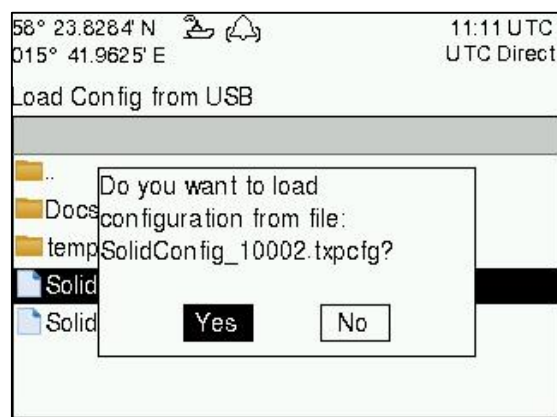 58° 23.8284' N
11:11 UTC
015° 41.9625' E
UTC Direct
Load Config from USB
..
Docs
temp
Solid
Solid
Do you want to load
configuration from file:
SolidConfig_10002.txpcfg?
Yes No